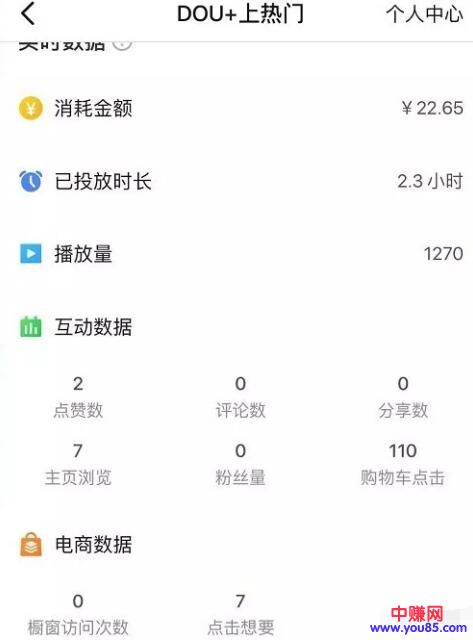 DOU+上热门
个人中心
实时数据
消耗金额
￥22.65
已投放时长
2.3 小时
播放量
1270
互动数据
2
0
0
点赞数
评论数
分享数
7
0
110
主页浏览
粉丝量
购物车点击
电商数据
0
7
橱窗访问次数
点击想要
中赚网
www.you85.com